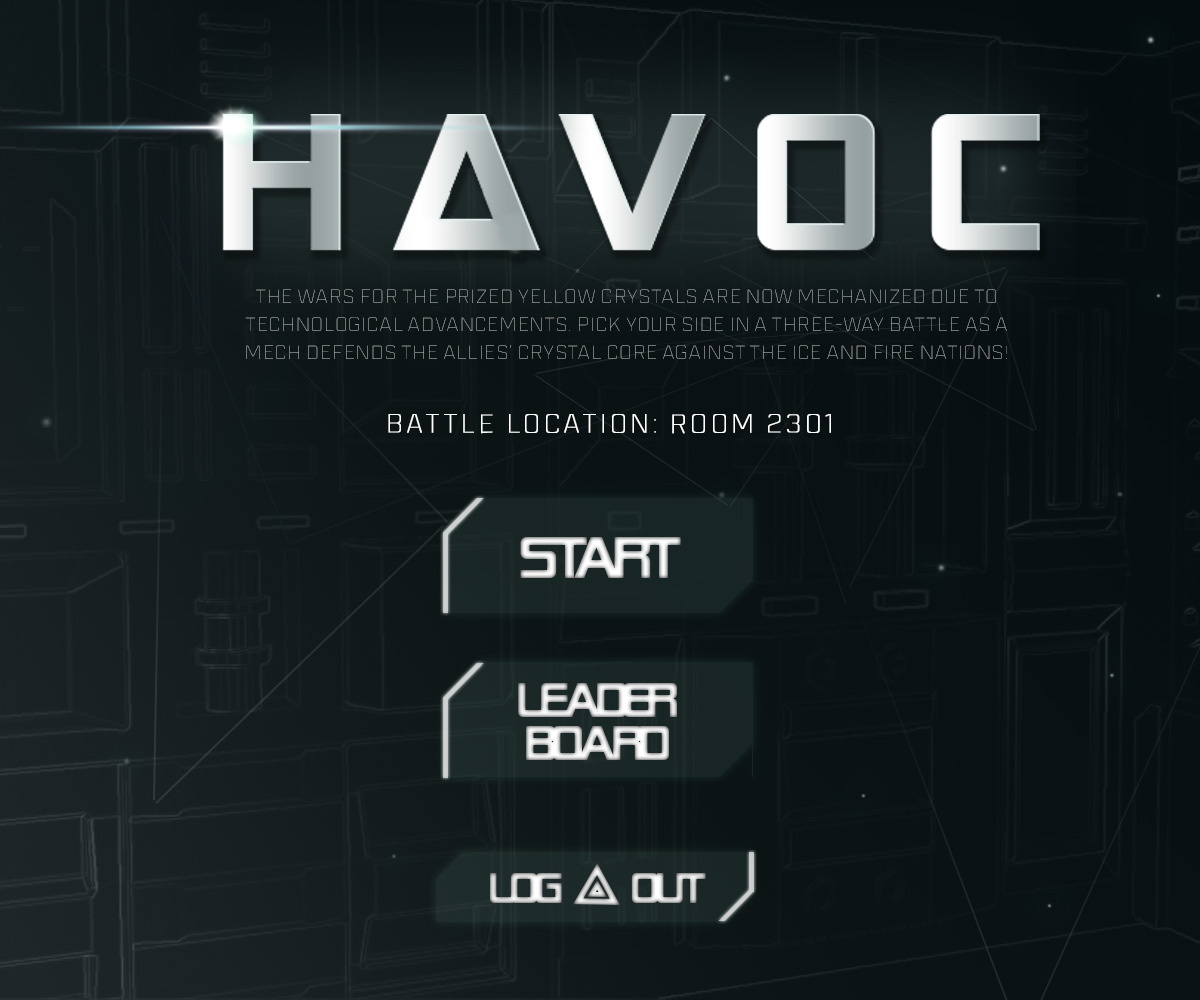 HAVOC
THE WARS FOR THE PRIZED YELLOW CRYSTALS ARE NOW MECHANIZED DUE TO
TECHNOLOGICAL ADVANCEMENTS. PICK YOUR SIDE IN A THREE-WAY BATTLE AS A
MECH DEFENDS THE ALLIES' CRYSTAL CORE AGAINST THE ICE AND FIRE NATIONS!
BATTLE LOCATION: ROOM 2301
START
LEADER
BOARD
LOG OUT